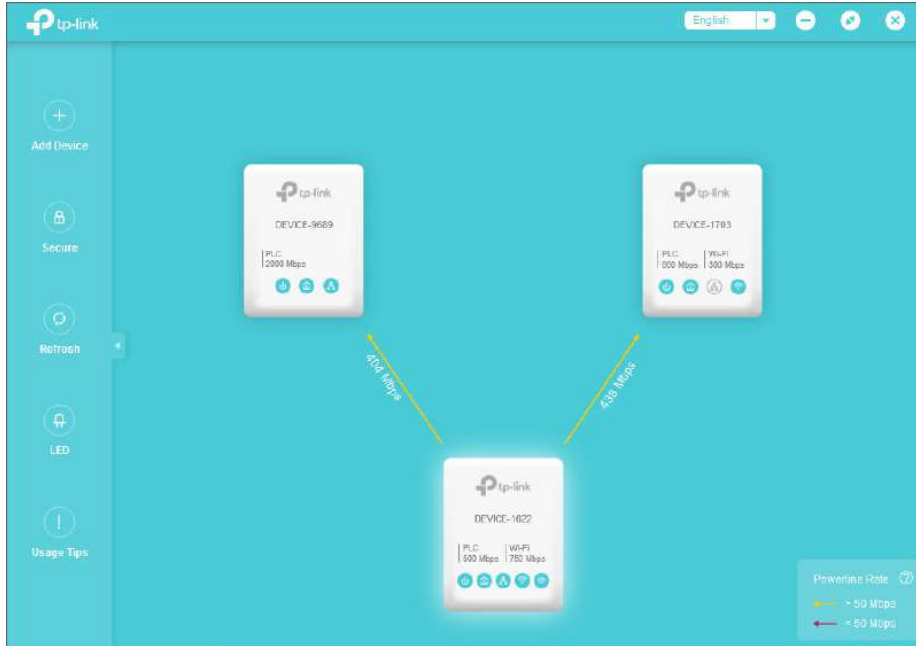 tp-link
English
Add Device
Secure
Refresh
LED
Usage Tips
tp-link
DEVICE-9689
PLC
2000 Mbps
tp-link
DEVICE-1703
PLC
Wi-Fi
600 Mbps
300 Mbps
404 Mbps
438 Mbps
tp-link
DEVICE-1622
PLC
Wi-Fi
500 Mbps
750 Mbps
Powerline Rate
> 50 Mbps
< 50 Mbps